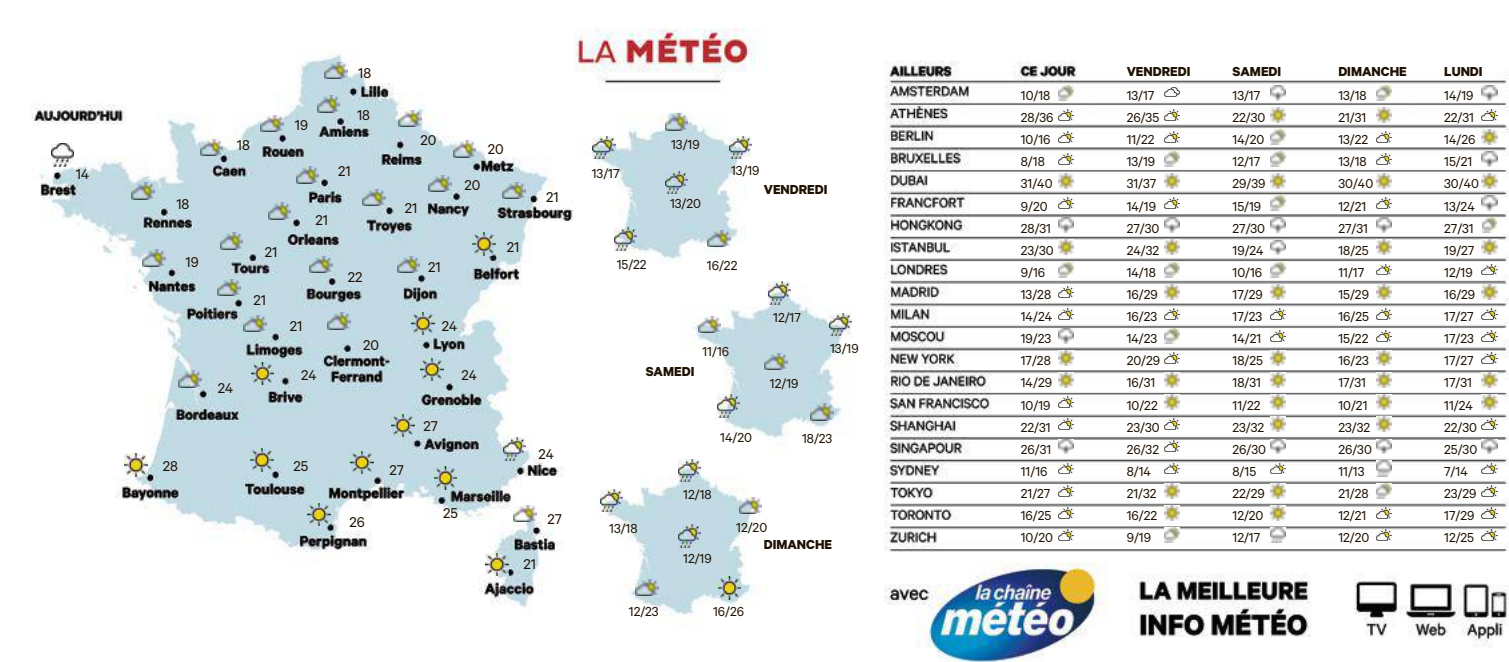 LA MÉTÉO
AUJOURD'HUI
18
Lille
18
Amiens
19
Rouen
20
Reims
18
Caen
20
Metz
14
Brest
21
Paris
20
Nancy
21
Strasbourg
18
Rennes
21
Troyes
21
Orleans
21
Tours
21
Belfort
19
Nantes
22
Bourges
21
Dijon
21
Poitiers
21
Limoges
20
Clermont-
Ferrand
24
Lyon
24
Brive
24
Grenoble
24
Bordeaux
27
Avignon
28
Bayonne
25
Toulouse
27
Montpellier
24
Nice
Marseille
25
26
Perpignan
27
Bastia
21
Ajaccio
VENDREDI
13/19
13/17
13/19
13/20
15/22
16/22
SAMEDI
12/17
11/16
13/19
12/19
14/20
18/23
DIMANCHE
12/18
13/18
12/20
12/19
12/23
16/26
AILLEURS CE JOUR VENDREDI SAMEDI DIMANCHE LUNDI
AMSTERDAM 10/18 13/17 13/17 13/18 14/19
ATHÈNES 28/36 26/35 22/30 21/31 22/31
BERLIN 10/16 11/22 14/20 13/22 14/26
BRUXELLES 8/18 13/19 12/17 13/18 15/21
DUBAI 31/40 31/37 29/39 30/40 30/40
FRANCFORT 9/20 14/19 15/19 12/21 13/24
HONGKONG 28/31 27/30 27/30 27/31 27/31
ISTANBUL 23/30 24/32 19/24 18/25 19/27
LONDRES 9/16 14/18 10/16 11/17 12/19
MADRID 13/28 16/29 17/29 15/29 16/29
MILAN 14/24 16/23 17/23 16/25 17/27
MOSCOU 19/23 14/23 14/21 15/22 17/23
NEW YORK 17/28 20/29 18/25 16/23 17/27
RIO DE JANEIRO 14/29 16/31 18/31 17/31 17/31
SAN FRANCISCO 10/19 10/22 11/22 10/21 11/24
SHANGHAI 22/31 23/30 23/32 23/32 22/30
SINGAPOUR 26/31 26/32 26/30 26/30 25/30
SYDNEY 11/16 8/14 8/15 11/13 7/14
TOKYO 21/27 21/32 22/29 21/28 23/29
TORONTO 16/25 16/22 12/20 12/21 17/29
ZURICH 10/20 9/19 12/17 12/20 12/25
avec
la chaîne
météo
LA MEILLEURE
INFO MÉTÉO
TV Web Appli